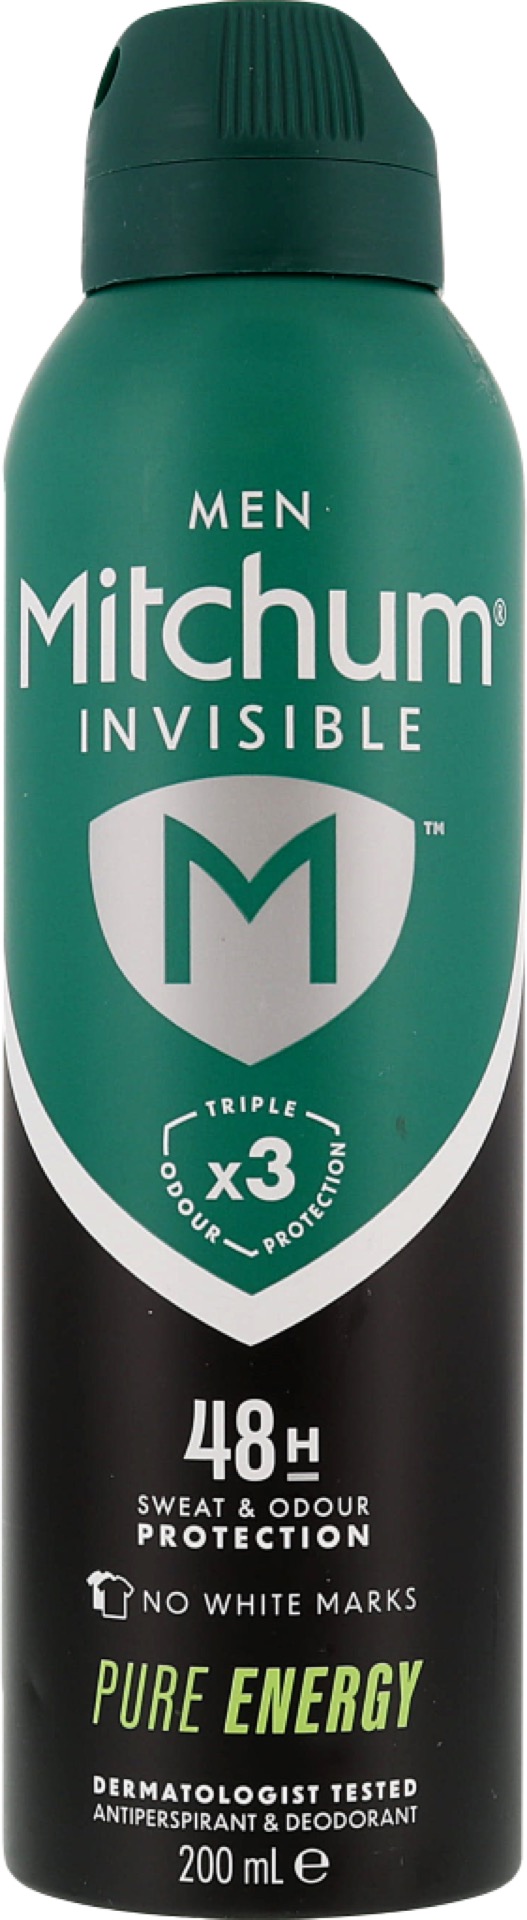 MEN
Mitchum®
INVISIBLE
M ™
TRIPLE
x3
ODOUR PROTECTION
48H
SWEAT & ODOUR
PROTECTION
NO WHITE MARKS
PURE ENERGY
DERMATOLOGIST TESTED
ANTIPERSPIRANT & DEODORANT
200 mL ℮